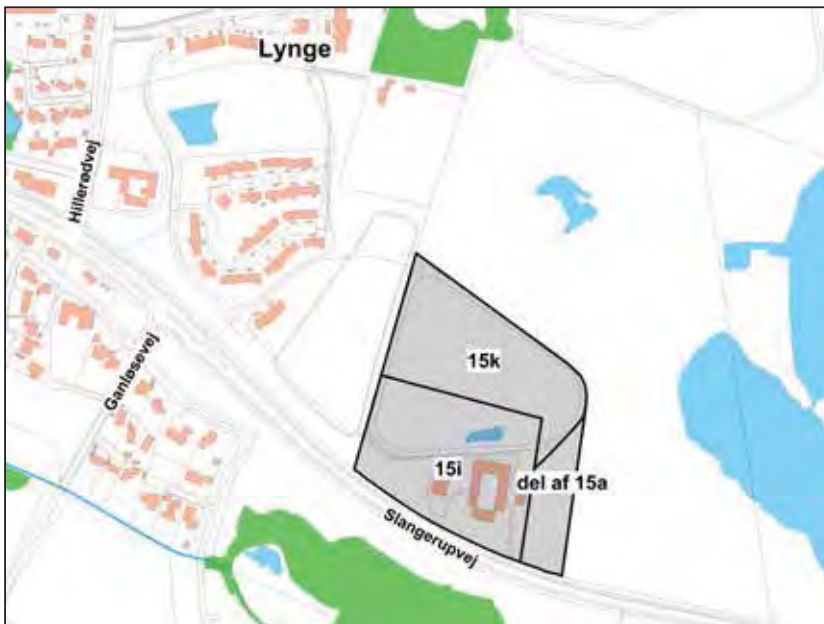 Lynge
Hillerødvej
15k
Ganløsevej
15i
del af 15a
Slangerupvej